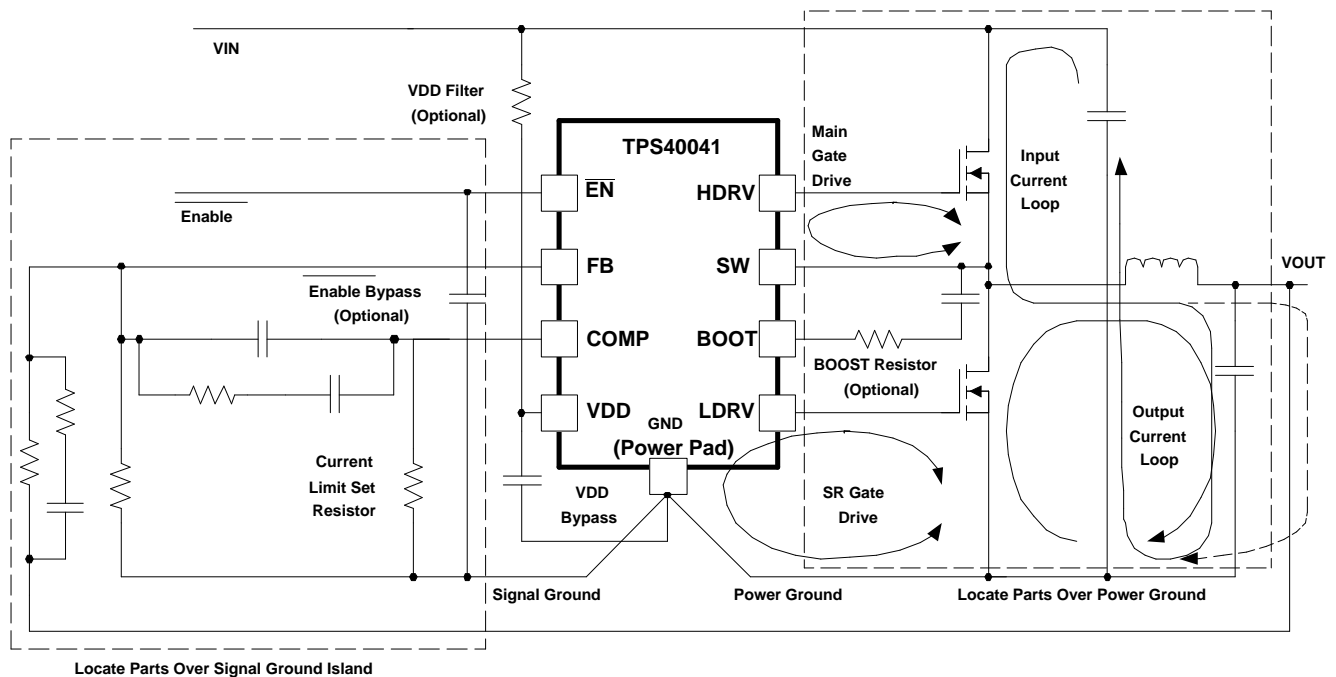 VIN
VDD Filter
(Optional)
TPS40041
Main
Gate
Drive
Input
Current
Loop
EN
HDRV
Enable
FB
SW
VOUT
Enable Bypass
(Optional)
COMP
BOOT
BOOST Resistor
(Optional)
VDD
LDRV
GND
(Power Pad)
Output
Current
Loop
Current
Limit Set
Resistor
VDD
Bypass
SR Gate
Drive
Signal Ground
Power Ground
Locate Parts Over Power Ground
Locate Parts Over Signal Ground Island